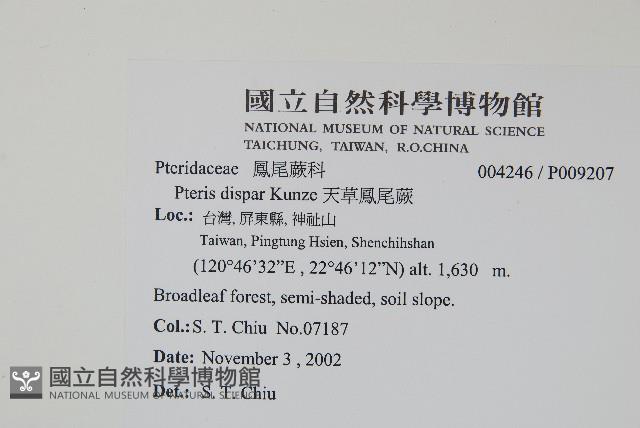 國立自然科學博物館
NATIONAL MUSEUM OF NATURAL SCIENCE
TAICHUNG, TAIWAN, R.O.CHINA
Pteridaceae 鳳尾蕨科 004246 / P009207
Pteris dispar Kunze 天草鳳尾蕨
Loc.: 台灣, 屏東縣, 神祉山
Taiwan, Pingtung Hsien, Shenchihshan
(120°46'32”E , 22°46'12”N) alt. 1,630 m.
Broadleaf forest, semi-shaded, soil slope.
Col.: S. T. Chiu No.07187
Date: November 3 , 2002
Det.: S. T. Chiu
國立自然科學博物館
NATIONAL MUSEUM OF NATURAL SCIENCE